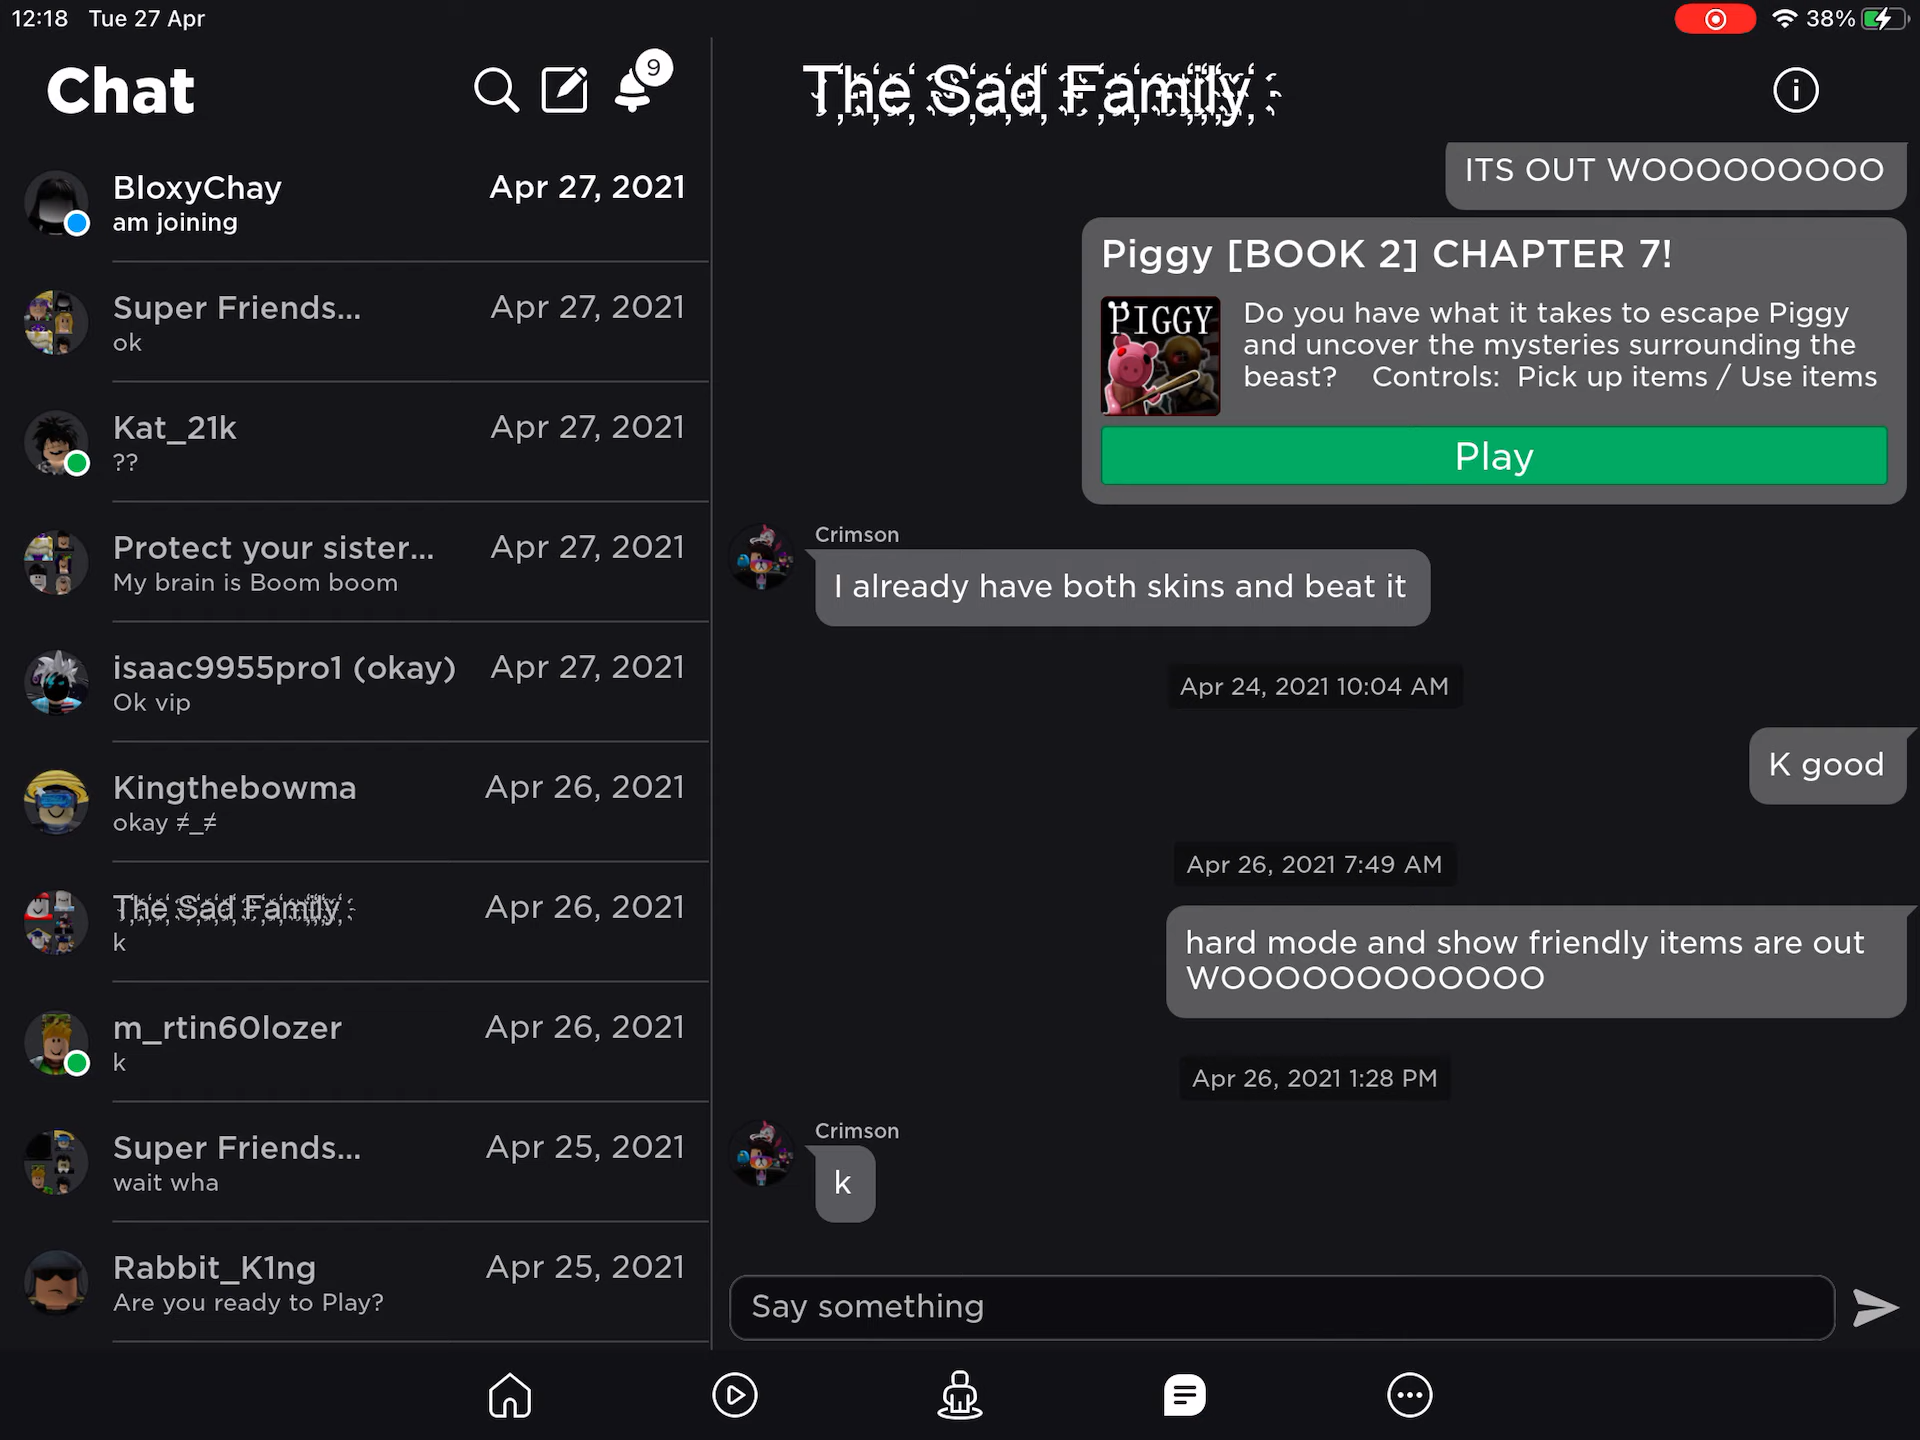 12:18 Tue 27 Apr
38%
Chat
9
BloxyChay Apr 27, 2021
am joining
Super Friends... Apr 27, 2021
ok
Kat_21k Apr 27, 2021
??
Protect your sister... Apr 27, 2021
My brain is Boom boom
isaac9955pro1 (okay) Apr 27, 2021
Ok vip
Kingthebowma Apr 26, 2021
okay ≠_≠
The Sad Family Apr 26, 2021
k
m_rtin60lozer Apr 26, 2021
k
Super Friends... Apr 25, 2021
wait wha
Rabbit_K1ng Apr 25, 2021
Are you ready to Play?
The Sad Family
ITS OUT WOOOOOOOOO
Piggy [BOOK 2] CHAPTER 7!
PIGGY
Do you have what it takes to escape Piggy
and uncover the mysteries surrounding the
beast? Controls: Pick up items / Use items
Play
Crimson
I already have both skins and beat it
Apr 24, 2021 10:04 AM
K good
Apr 26, 2021 7:49 AM
hard mode and show friendly items are out
WOOOOOOOOOOOO
Apr 26, 2021 1:28 PM
Crimson
k
Say something